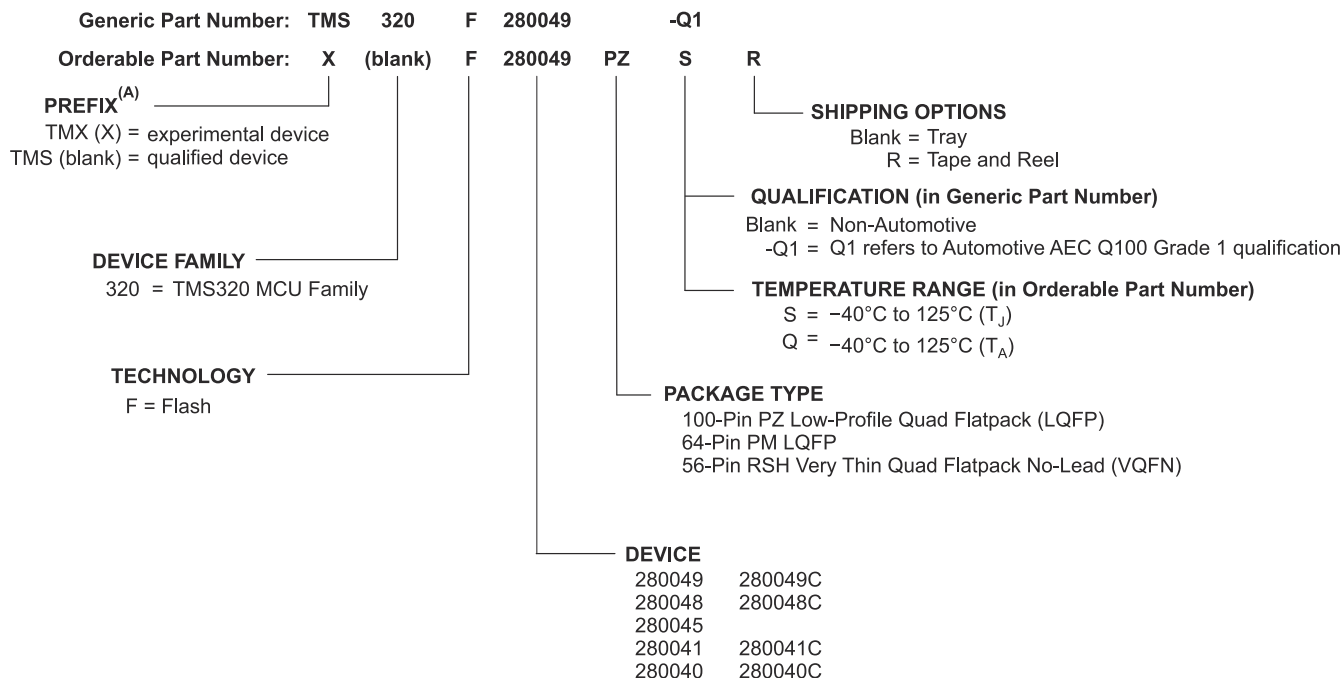 Generic Part Number: TMS 320 F 280049 -Q1
Orderable Part Number: X (blank) F 280049 PZ S R
PREFIX(A)
TMX (X) = experimental device
TMS (blank) = qualified device
SHIPPING OPTIONS
Blank = Tray
R = Tape and Reel
QUALIFICATION (in Generic Part Number)
Blank = Non-Automotive
-Q1 = Q1 refers to Automotive AEC Q100 Grade 1 qualification
DEVICE FAMILY
320 = TMS320 MCU Family
TEMPERATURE RANGE (in Orderable Part Number)
S = −40°C to 125°C (TJ)
Q = −40°C to 125°C (TA)
TECHNOLOGY
F = Flash
PACKAGE TYPE
100-Pin PZ Low-Profile Quad Flatpack (LQFP)
64-Pin PM LQFP
56-Pin RSH Very Thin Quad Flatpack No-Lead (VQFN)
DEVICE
280049 280049C
280048 280048C
280045
280041 280041C
280040 280040C